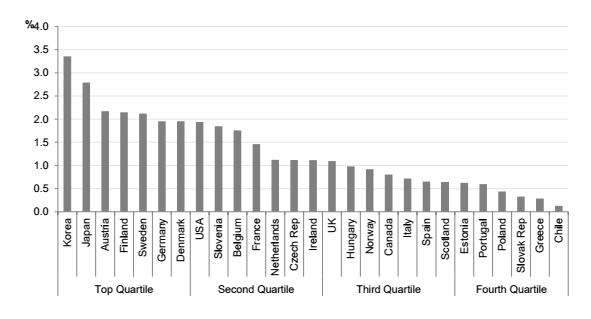 %
4.0
3.5
3.0
2.5
2.0
1.5
1.0
0.5
0.0
Korea
Japan
Austria
Finland
Sweden
Germany
Denmark
USA
Slovenia
Belgium
France
Netherlands
Czech Rep
Ireland
UK
Hungary
Norway
Canada
Italy
Spain
Scotland
Estonia
Portugal
Poland
Slovak Rep
Greece
Chile
Top Quartile
Second Quartile
Third Quartile
Fourth Quartile